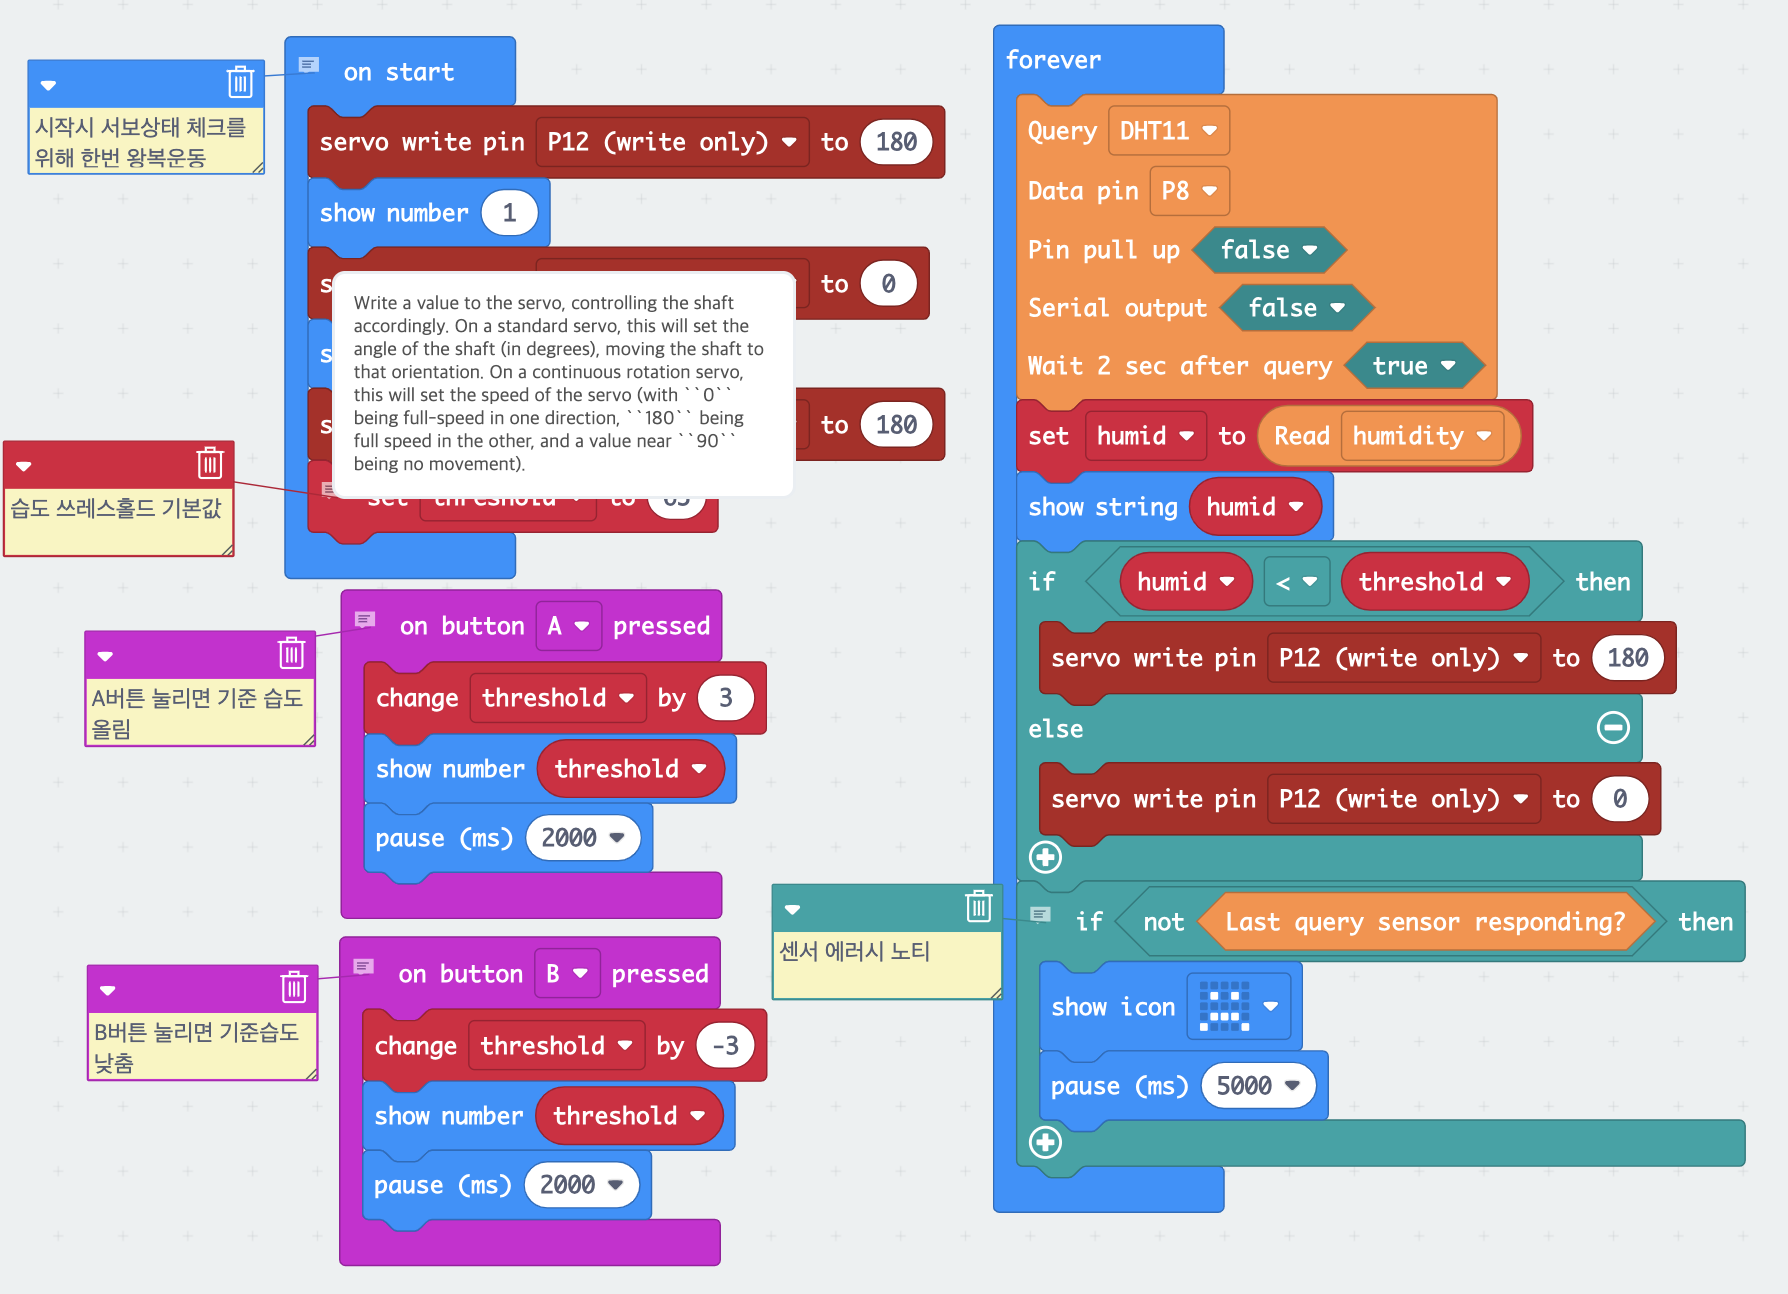 시작시 서보상태 체크를
위해 한번 왕복운동
on start
servo write pin P12 (write only) to 180
show number 1
to 0
Write a value to the servo, controlling the shaft
accordingly. On a standard servo, this will set the
angle of the shaft (in degrees), moving the shaft to
that orientation. On a continuous rotation servo,
this will set the speed of the servo (with ``0``
being full-speed in one direction, ``180`` being
full speed in the other, and a value near ``90``
being no movement).
to 180
습도 쓰레스홀드 기본값
set threshold to
A버튼 눌리면 기준 습도
올림
on button A pressed
change threshold by 3
show number threshold
pause (ms) 2000
B버튼 눌리면 기준습도
낮춤
on button B pressed
change threshold by -3
show number threshold
pause (ms) 2000
forever
Query DHT11
Data pin P8
Pin pull up false
Serial output false
Wait 2 sec after query true
set humid to Read humidity
show string humid
if humid < threshold then
servo write pin P12 (write only) to 180
else
servo write pin P12 (write only) to 0
센서 에러시 노티
if not Last query sensor responding? then
show icon
pause (ms) 5000